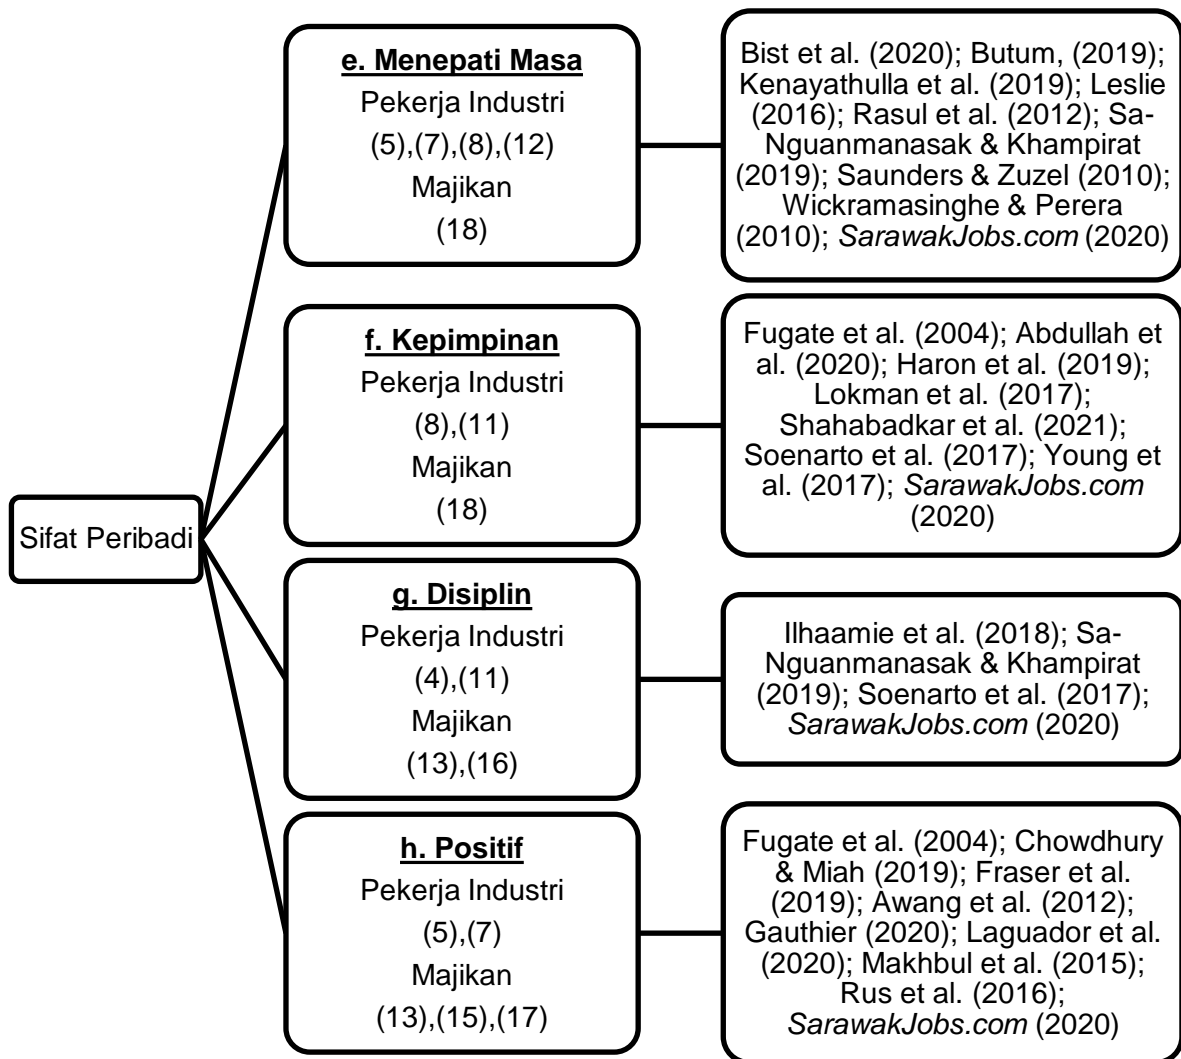 Sifat Peribadi
e. Menepati Masa
Pekerja Industri
(5),(7),(8),(12)
Majikan
(18)
Bist et al. (2020); Butum, (2019);
Kenayathulla et al. (2019); Leslie
(2016); Rasul et al. (2012); Sa-
Nguanmanasak & Khampirat
(2019); Saunders & Zuzel (2010);
Wickramasinghe & Perera
(2010); SarawakJobs.com (2020)
f. Kepimpinan
Pekerja Industri
(8),(11)
Majikan
(18)
Fugate et al. (2004); Abdullah et
al. (2020); Haron et al. (2019);
Lokman et al. (2017);
Shahabadkar et al. (2021);
Soenarto et al. (2017); Young et
al. (2017); SarawakJobs.com
(2020)
g. Disiplin
Pekerja Industri
(4),(11)
Majikan
(13),(16)
Ilhaamie et al. (2018); Sa-
Nguanmanasak & Khampirat
(2019); Soenarto et al. (2017);
SarawakJobs.com (2020)
h. Positif
Pekerja Industri
(5),(7)
Majikan
(13),(15),(17)
Fugate et al. (2004); Chowdhury
& Miah (2019); Fraser et al.
(2019); Awang et al. (2012);
Gauthier (2020); Laguador et al.
(2020); Makhbul et al. (2015);
Rus et al. (2016);
SarawakJobs.com (2020)